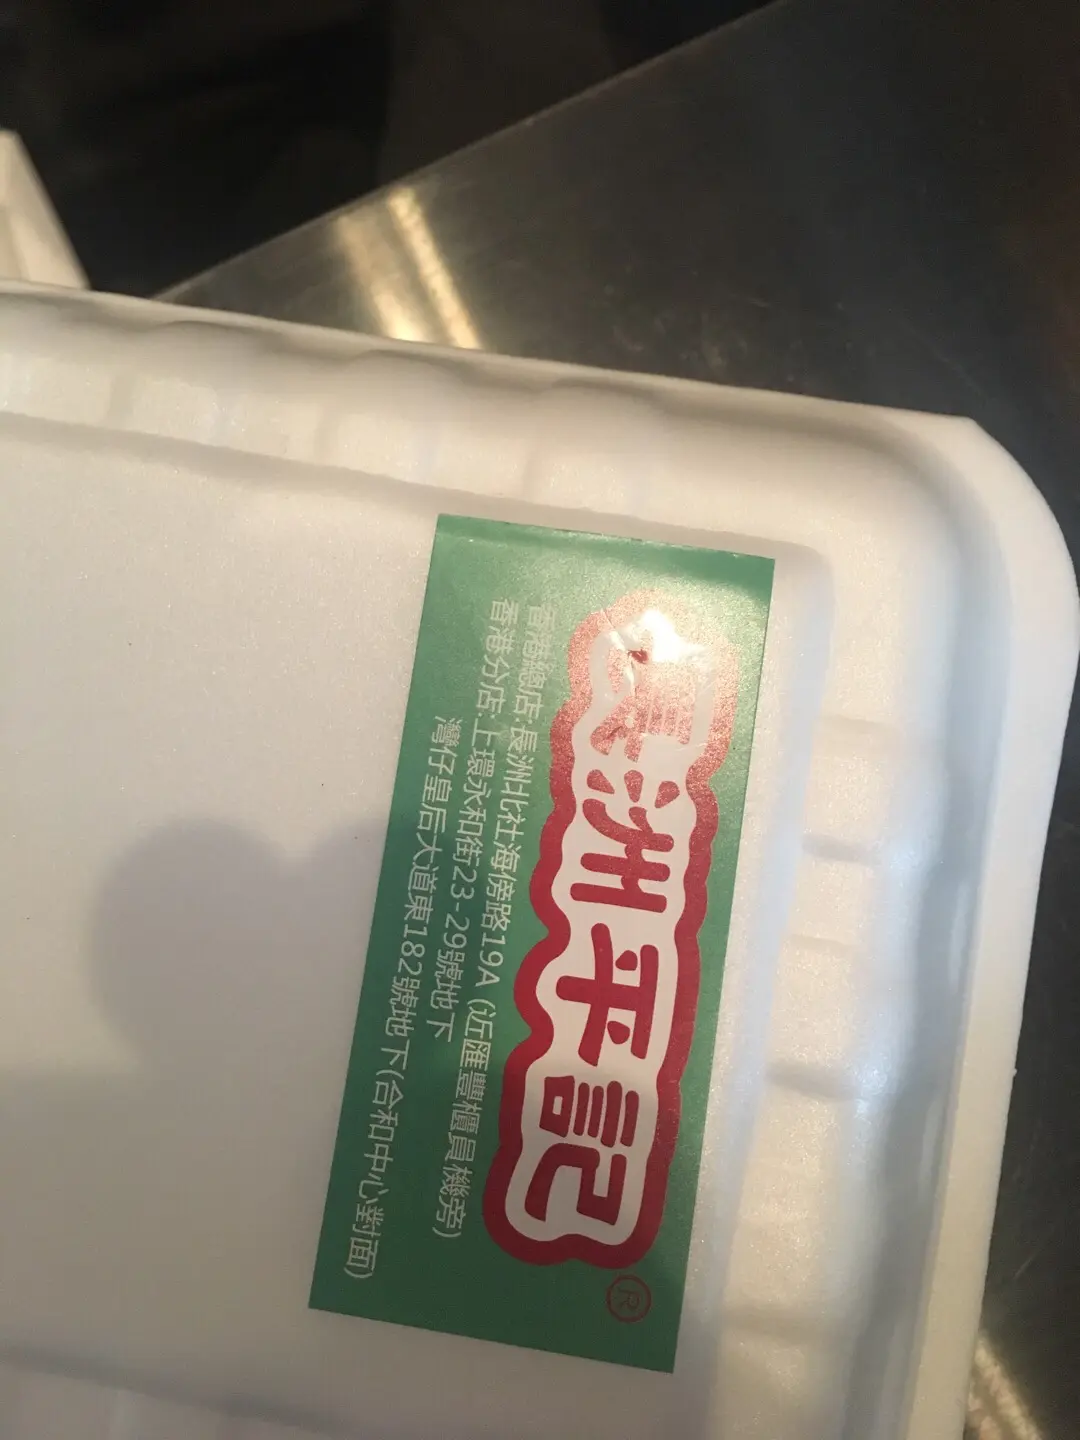 長洲平記
®
香港總店:長洲北社海傍路19A (近匯豐櫃員機旁)
香港分店:上環永和街23-29號地下
灣仔皇后大道東182號地下(合和中心對面)